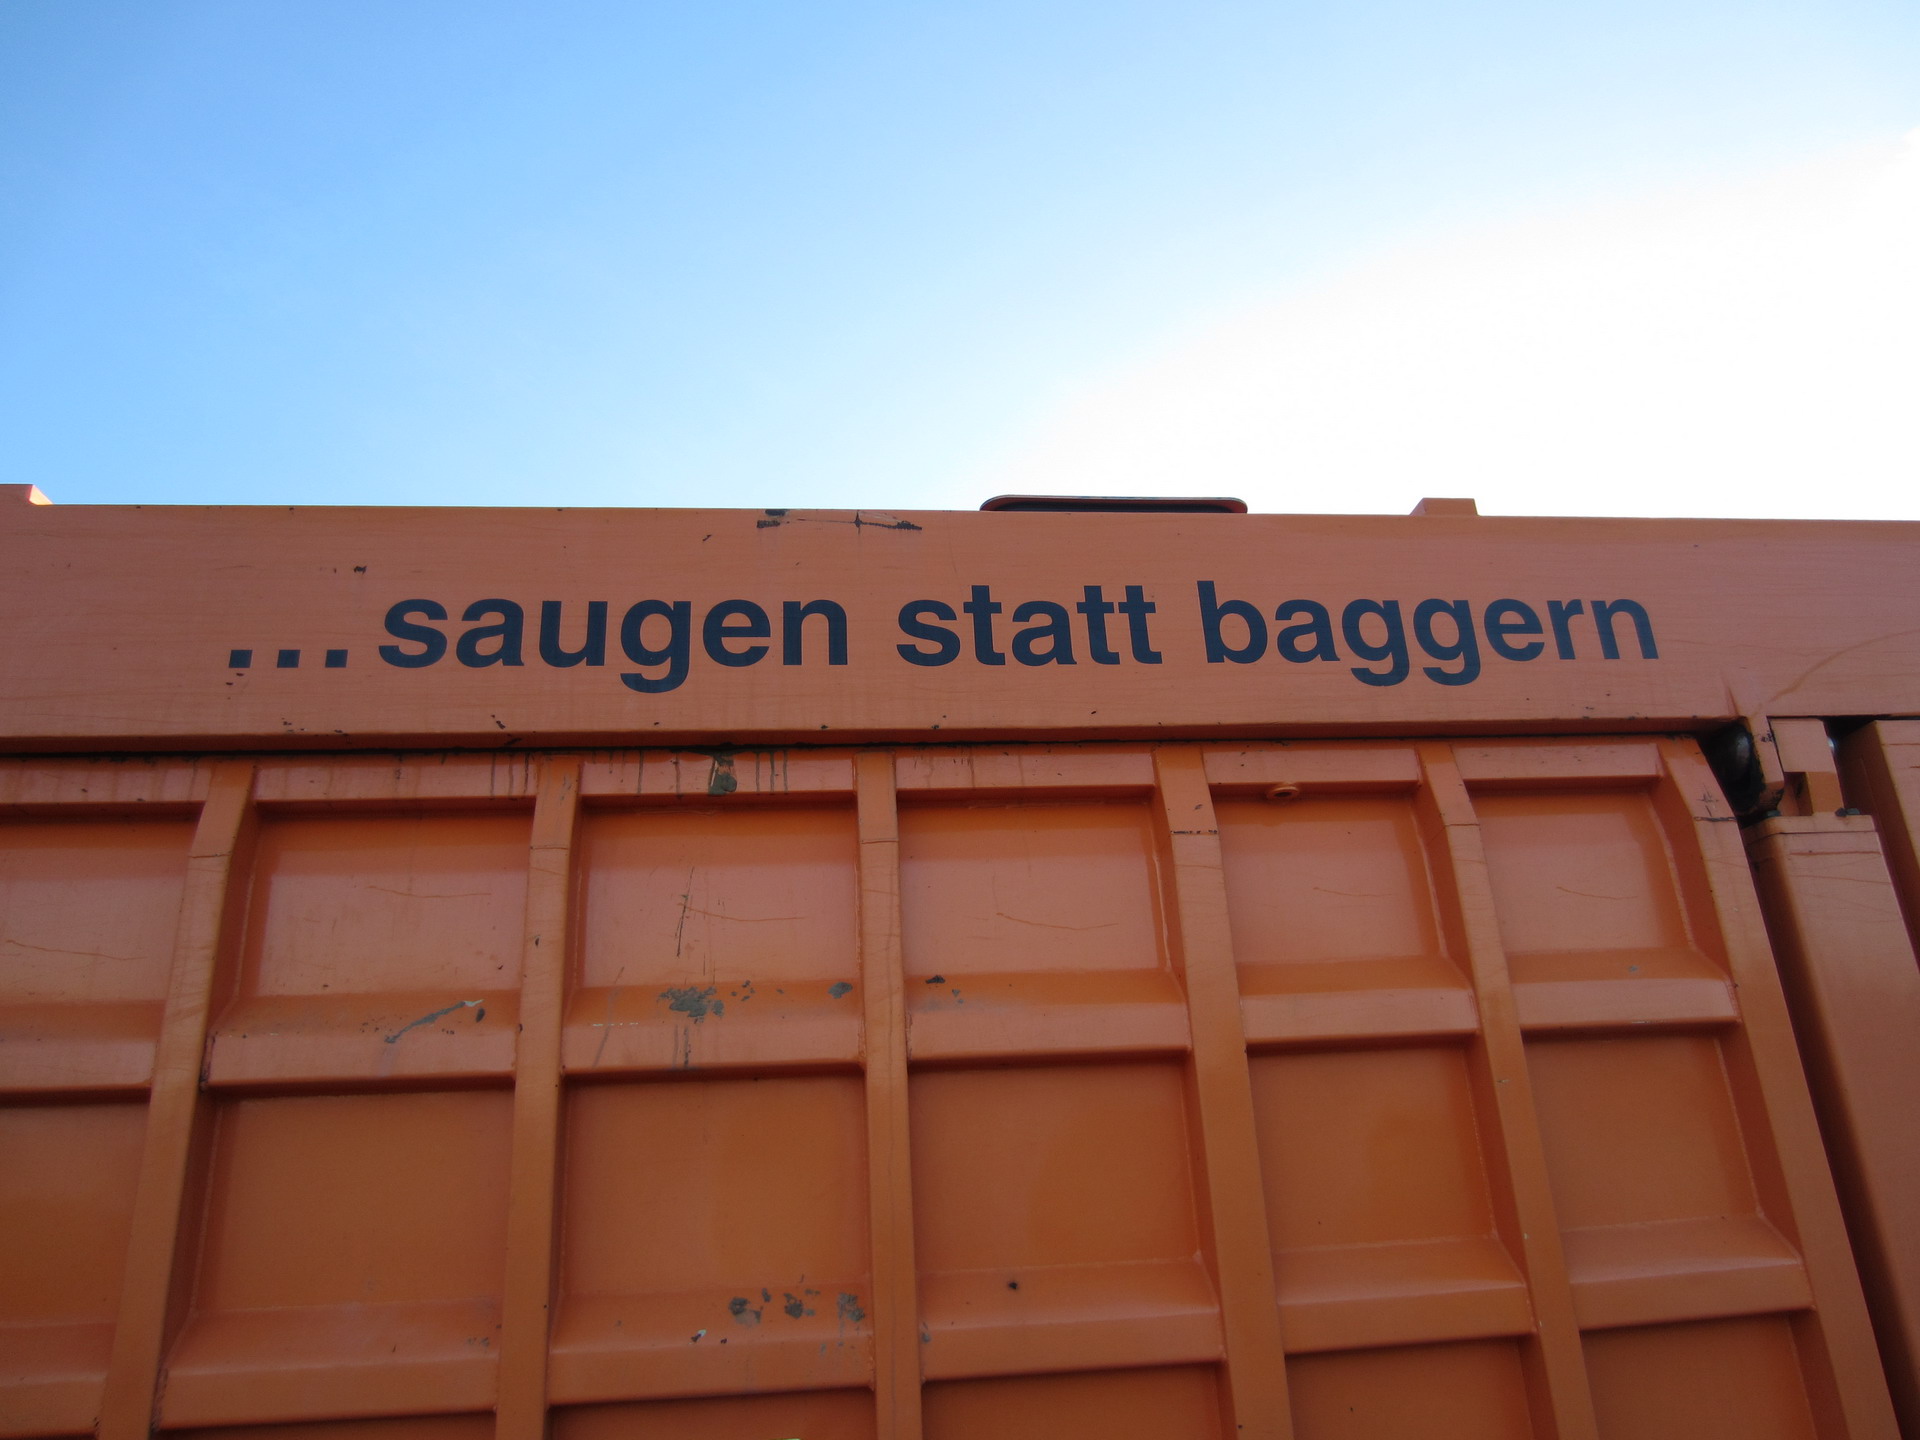 ...saugen statt baggern